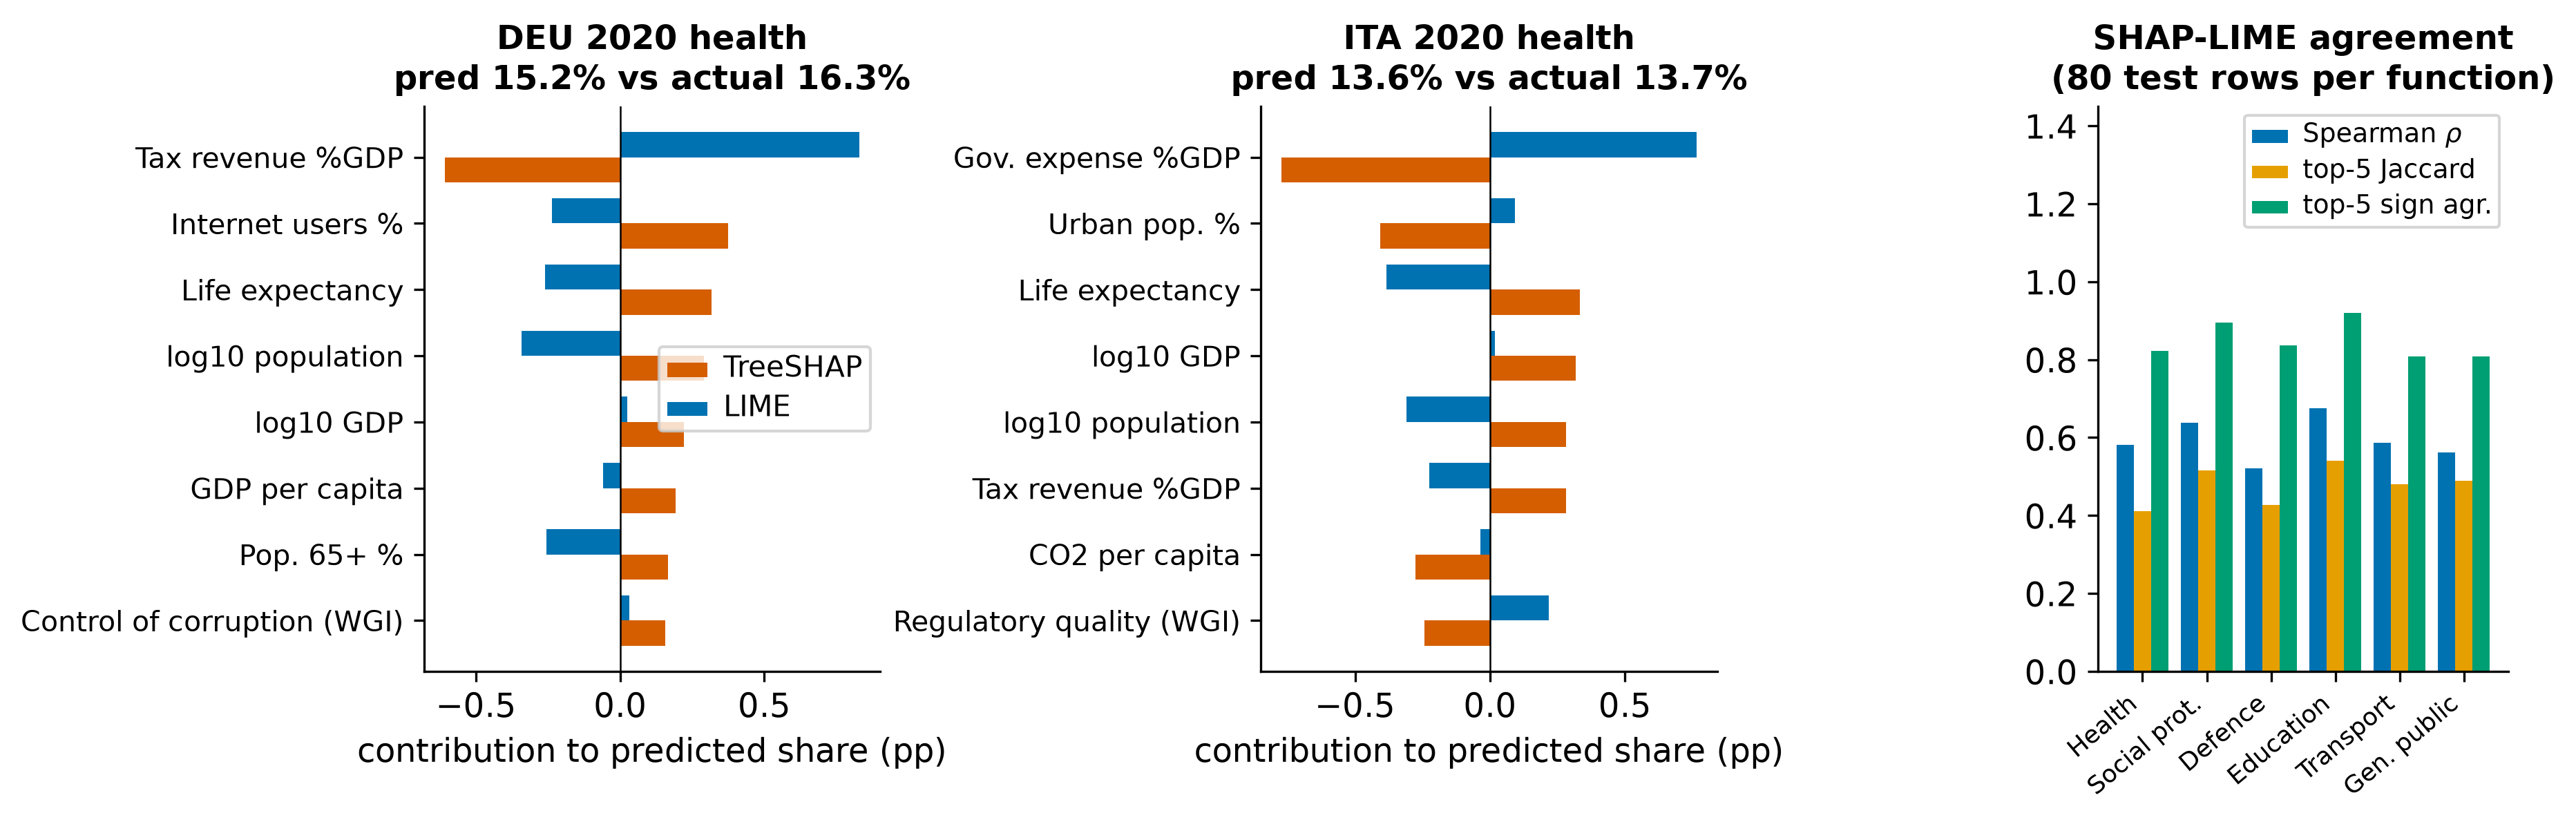 DEU 2020 health
pred 15.2% vs actual 16.3%
Tax revenue %GDP
Internet users %
Life expectancy
log10 population
log10 GDP
GDP per capita
Pop. 65+ %
Control of corruption (WGI)
TreeSHAP
LIME
−0.5 0.0 0.5
contribution to predicted share (pp)
ITA 2020 health
pred 13.6% vs actual 13.7%
Gov. expense %GDP
Urban pop. %
Life expectancy
log10 GDP
log10 population
Tax revenue %GDP
CO2 per capita
Regulatory quality (WGI)
−0.5 0.0 0.5
contribution to predicted share (pp)
SHAP-LIME agreement
(80 test rows per function)
Spearman ρ
top-5 Jaccard
top-5 sign agr.
1.4
1.2
1.0
0.8
0.6
0.4
0.2
0.0
Health
Social prot.
Defence
Education
Transport
Gen. public